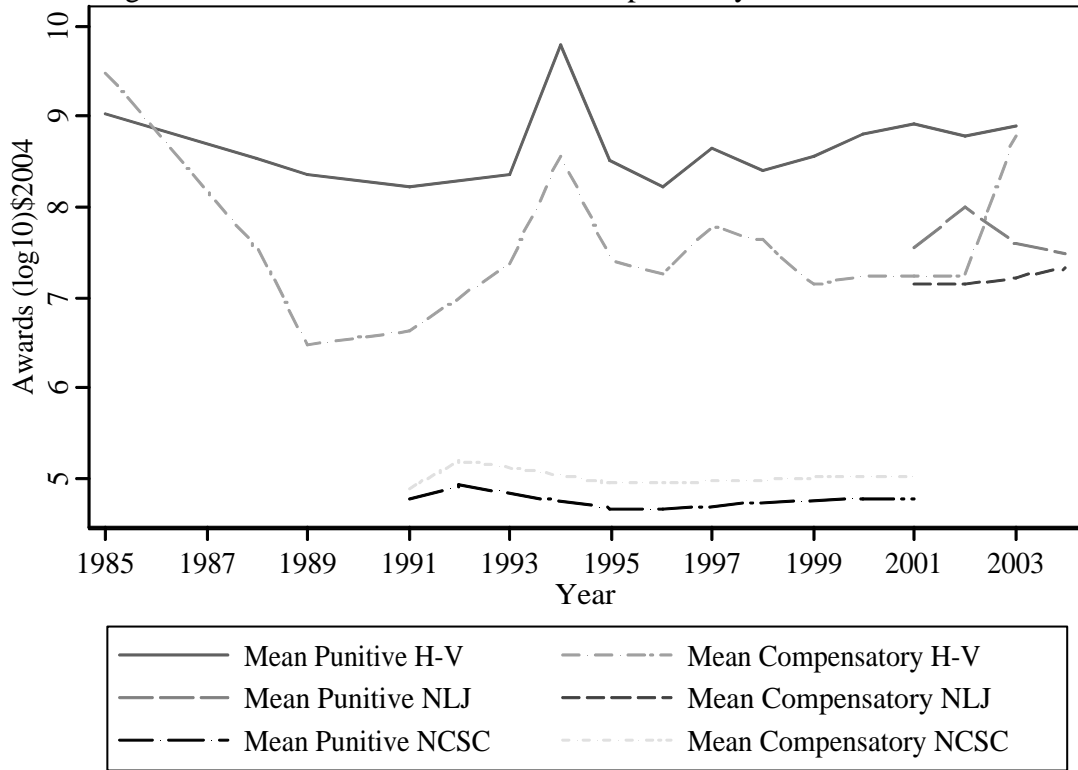 10
9
8
7
6
5
Awards (log10)$2004
1985 1987 1989 1991 1993 1995 1997 1999 2001 2003
Year
Mean Punitive H-V Mean Compensatory H-V
Mean Punitive NLJ Mean Compensatory NLJ
Mean Punitive NCSC Mean Compensatory NCSC